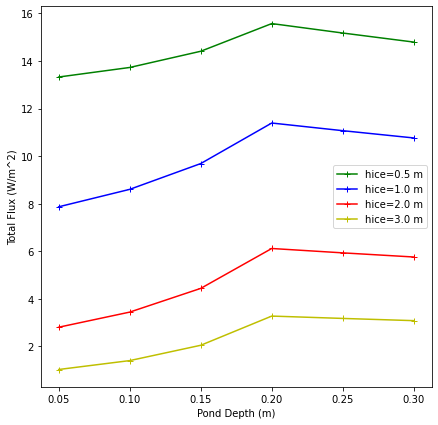 16
14
12
10
8
6
4
2
Total Flux (W/m^2)
hice=0.5 m
hice=1.0 m
hice=2.0 m
hice=3.0 m
0.05 0.10 0.15 0.20 0.25 0.30
Pond Depth (m)